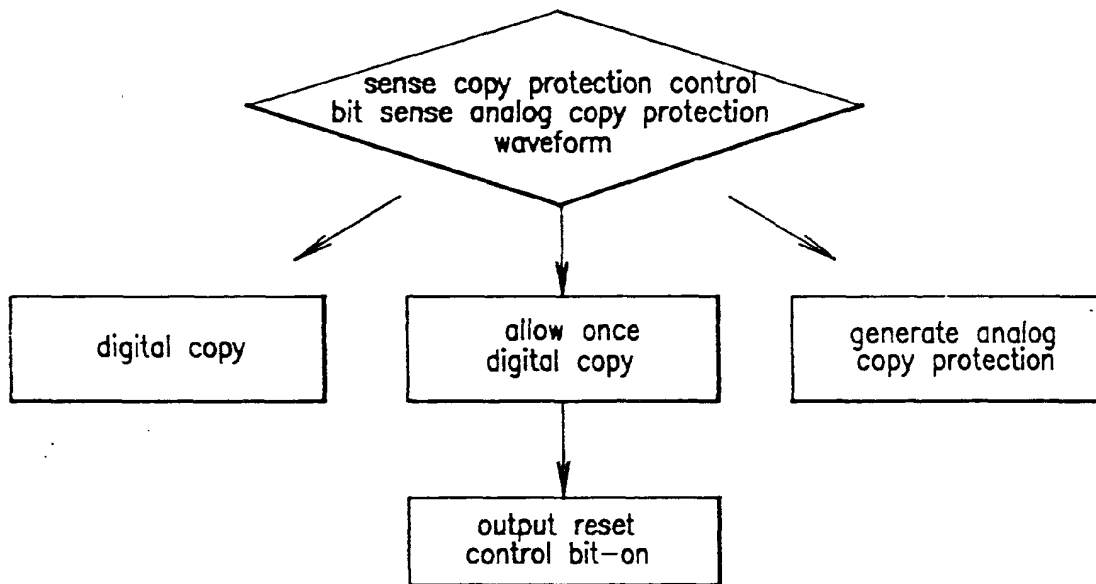 sense copy protection control
bit sense analog copy protection
waveform
digital copy
allow once
digital copy
generate analog
copy protection
output reset
control bit-on